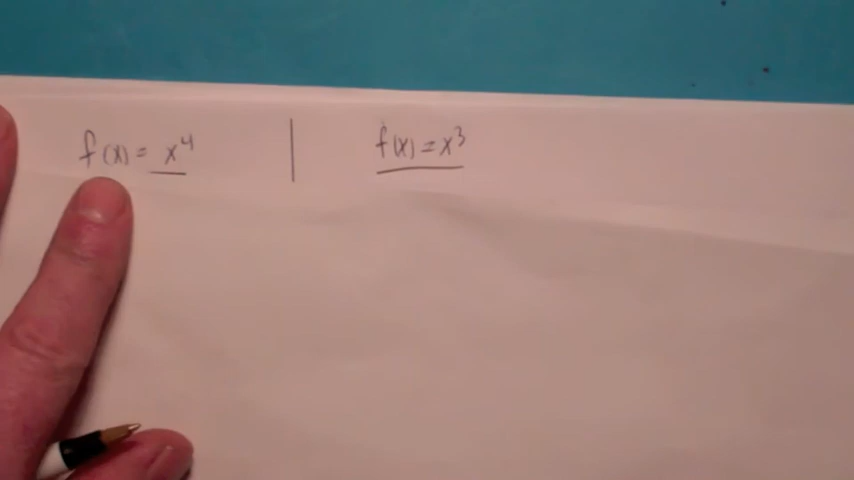 f(x) = x⁴ | f(x) = x³